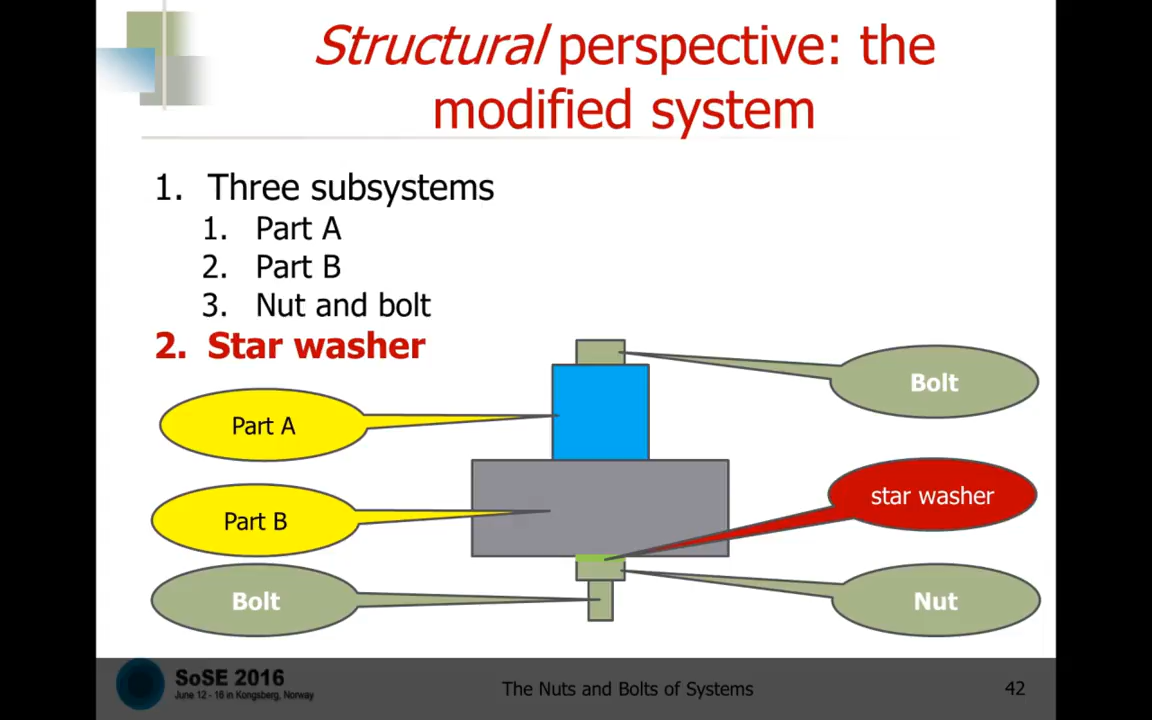 Structural perspective: the
modified system
1. Three subsystems
1. Part A
2. Part B
3. Nut and bolt
2. Star washer
Bolt
Part A
star washer
Part B
Bolt
Nut
SoSE 2016
June 12 - 16 in Kongsberg, Norway
The Nuts and Bolts of Systems
42